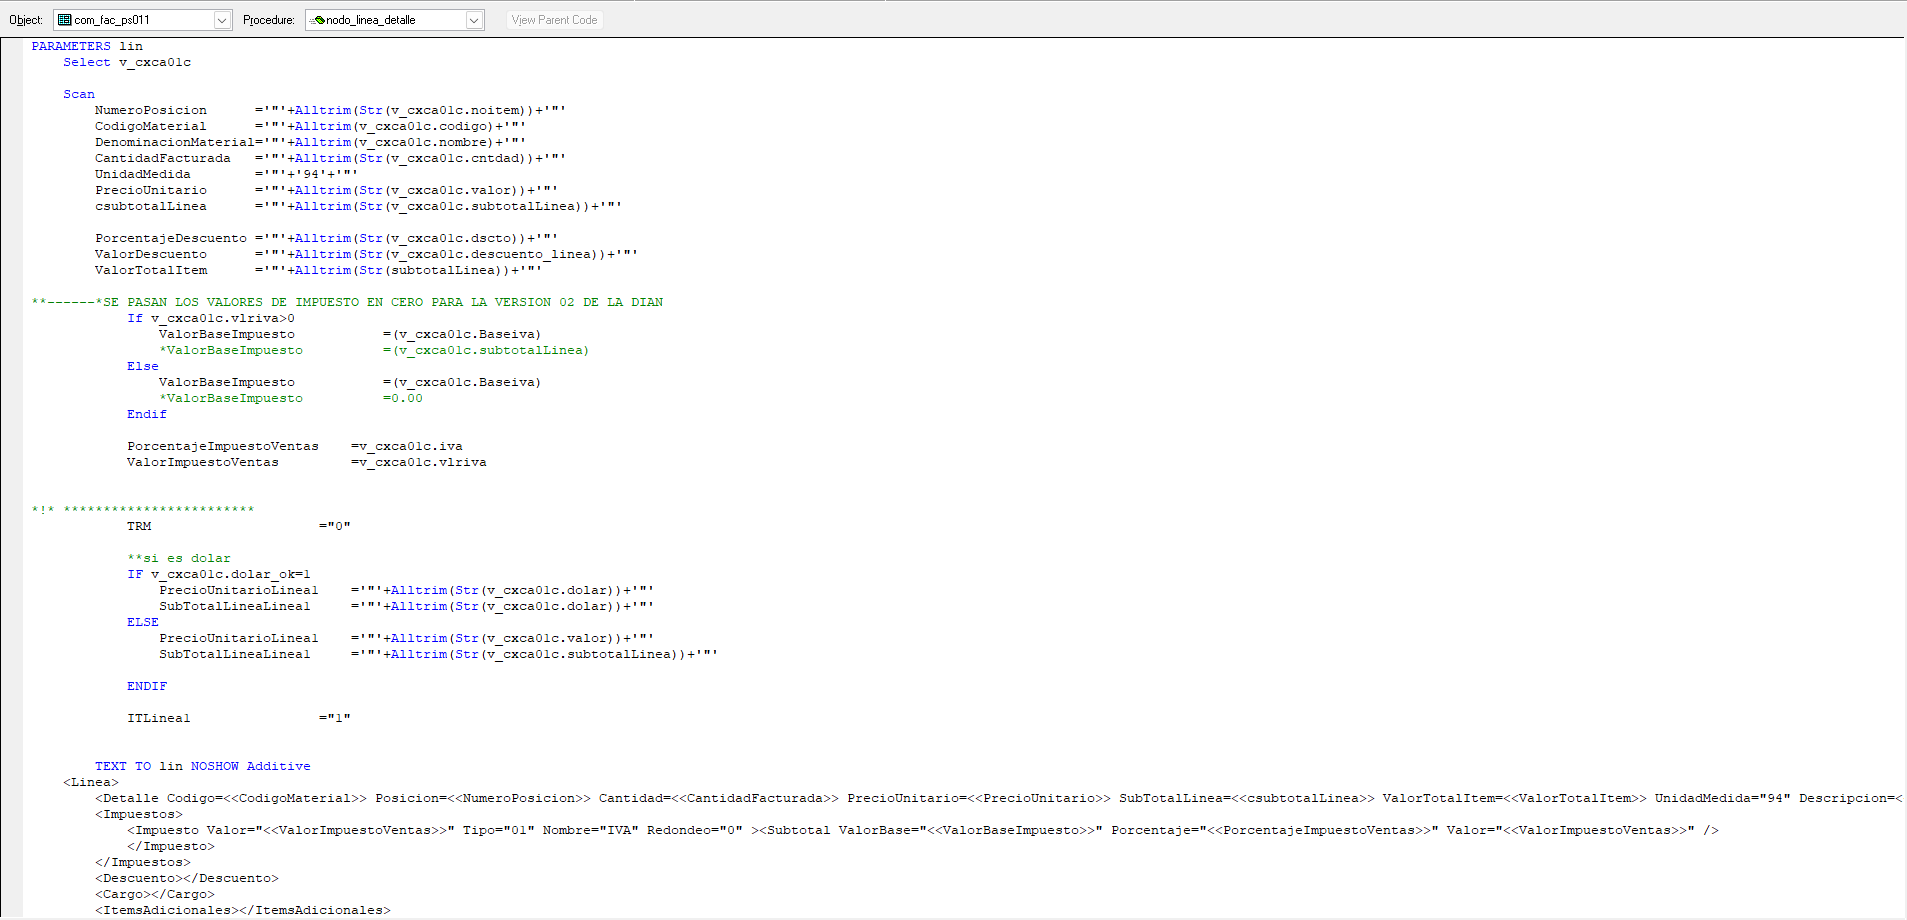 Object: com_fac_ps011 Procedure: nodo_linea_detalle View Parent Code
PARAMETERS lin
Select v_cxca01c
Scan
NumeroPosicion ='"'+Alltrim(Str(v_cxca01c.noitem))+'"'
CodigoMaterial ='"'+Alltrim(v_cxca01c.codigo)+'"'
DenominacionMaterial='"'+Alltrim(v_cxca01c.nombre)+'"'
CantidadFacturada ='"'+Alltrim(Str(v_cxca01c.cntdad))+'"'
UnidadMedida ='"'+'94'+'"'
PrecioUnitario ='"'+Alltrim(Str(v_cxca01c.valor))+'"'
csubtotalLinea ='"'+Alltrim(Str(v_cxca01c.subtotalLinea))+'"'
PorcentajeDescuento ='"'+Alltrim(Str(v_cxca01c.dscto))+'"'
ValorDescuento ='"'+Alltrim(Str(v_cxca01c.descuento_linea))+'"'
ValorTotalItem ='"'+Alltrim(Str(subtotalLinea))+'"'
**------*SE PASAN LOS VALORES DE IMPUESTO EN CERO PARA LA VERSION 02 DE LA DIAN
If v_cxca01c.vlriva>0
ValorBaseImpuesto =(v_cxca01c.Baseiva)
*ValorBaseImpuesto =(v_cxca01c.subtotalLinea)
Else
ValorBaseImpuesto =(v_cxca01c.Baseiva)
*ValorBaseImpuesto =0.00
Endif
PorcentajeImpuestoVentas =v_cxca01c.iva
ValorImpuestoVentas =v_cxca01c.vlriva
*!* ************************
TRM ="0"
**si es dolar
IF v_cxca01c.dolar_ok=1
PrecioUnitarioLinea1 ='"'+Alltrim(Str(v_cxca01c.dolar))+'"'
SubTotalLineaLinea1 ='"'+Alltrim(Str(v_cxca01c.dolar))+'"'
ELSE
PrecioUnitarioLinea1 ='"'+Alltrim(Str(v_cxca01c.valor))+'"'
SubTotalLineaLinea1 ='"'+Alltrim(Str(v_cxca01c.subtotalLinea))+'"'
ENDIF
ITLinea1 ="1"
TEXT TO lin NOSHOW Additive
<Linea>
<Detalle Codigo=<<CodigoMaterial>> Posicion=<<NumeroPosicion>> Cantidad=<<CantidadFacturada>> PrecioUnitario=<<PrecioUnitario>> SubTotalLinea=<<csubtotalLinea>> ValorTotalItem=<<ValorTotalItem>> UnidadMedida="94" Descripcion=<
<Impuestos>
<Impuesto Valor="<<ValorImpuestoVentas>>" Tipo="01" Nombre="IVA" Redondeo="0" ><Subtotal ValorBase="<<ValorBaseImpuesto>>" Porcentaje="<<PorcentajeImpuestoVentas>>" Valor="<<ValorImpuestoVentas>>" />
</Impuesto>
</Impuestos>
<Descuento></Descuento>
<Cargo></Cargo>
<ItemsAdicionales></ItemsAdicionales>